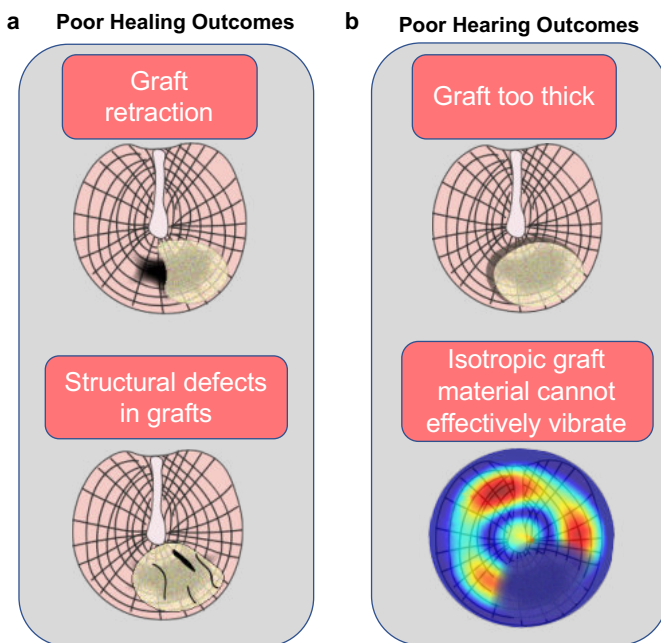 a Poor Healing Outcomes
Graft
retraction
Structural defects
in grafts
b Poor Hearing Outcomes
Graft too thick
Isotropic graft
material cannot
effectively vibrate